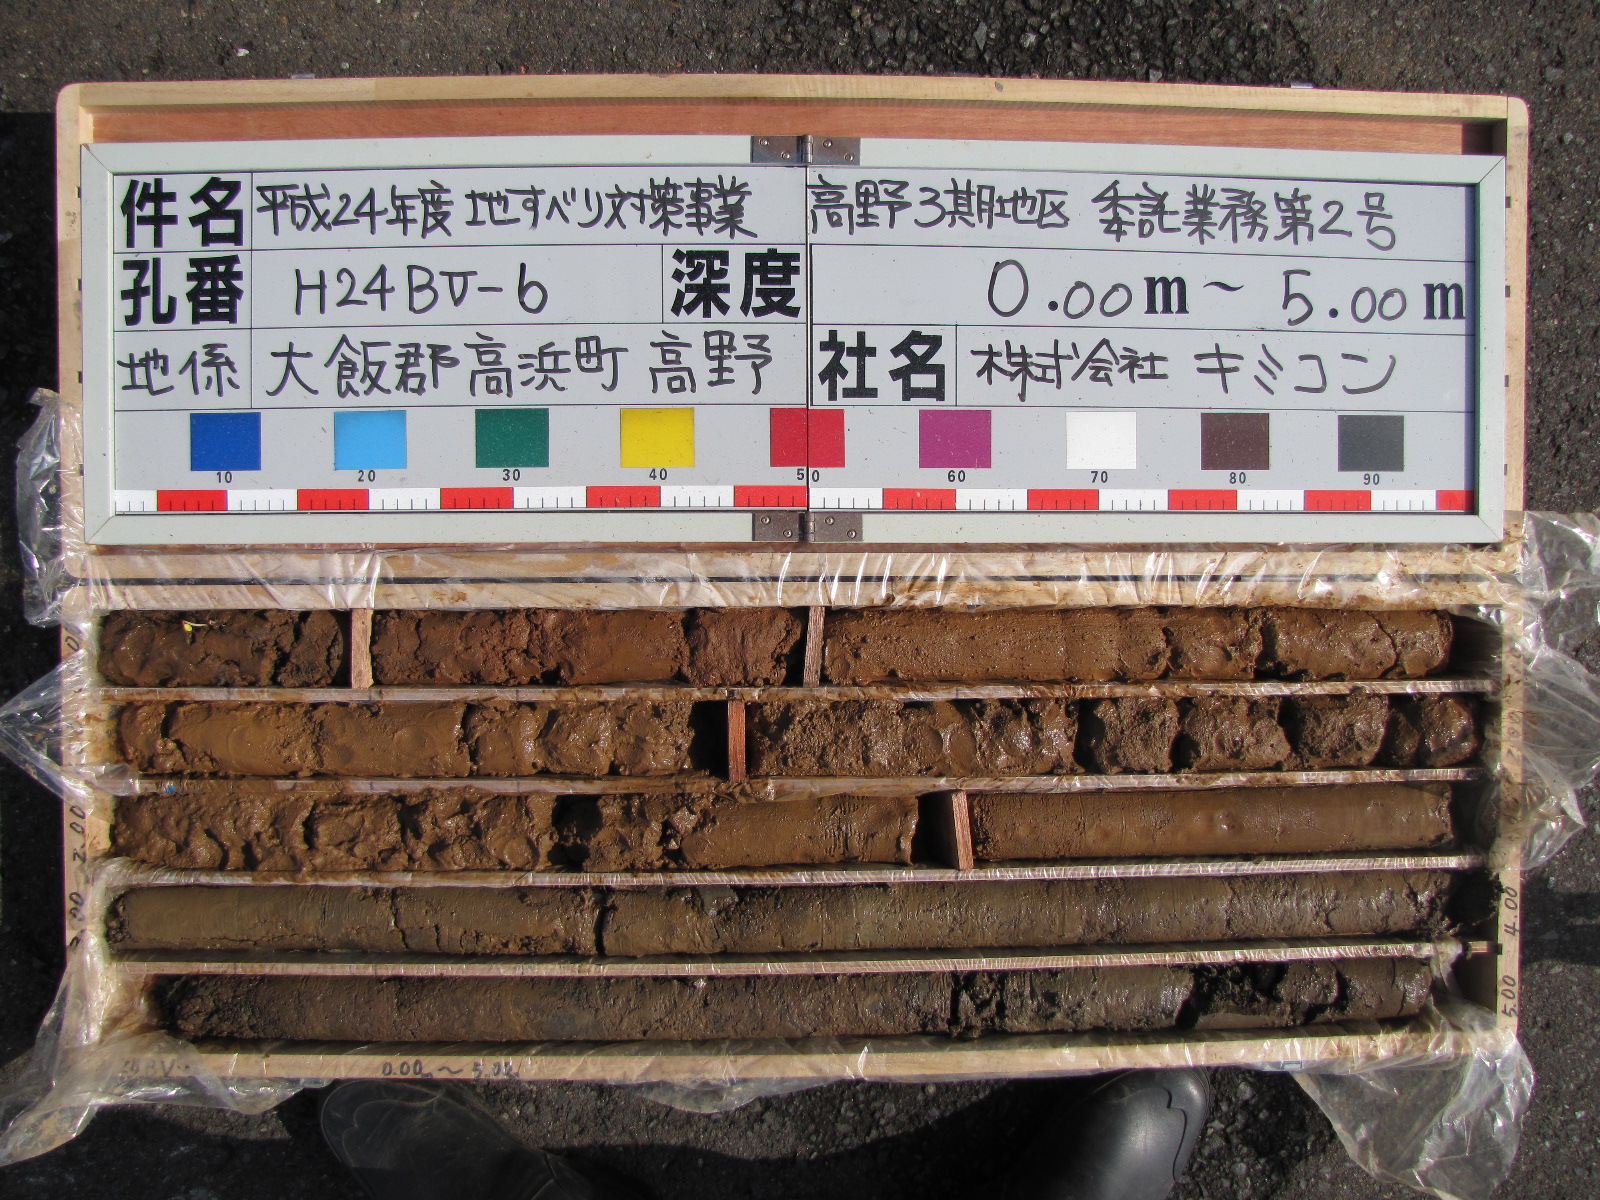 件名 平成24年度 地すべり対策事業 高野3期地区 委託業務第2号
孔番 H24BV-6 深度 0.00m～5.00m
地係 大飯郡高浜町 高野 社名 株式会社 キミコン
10 20 30 40 50 60 70 80 90
2.00
4.00
5.00
0.00m～5.00